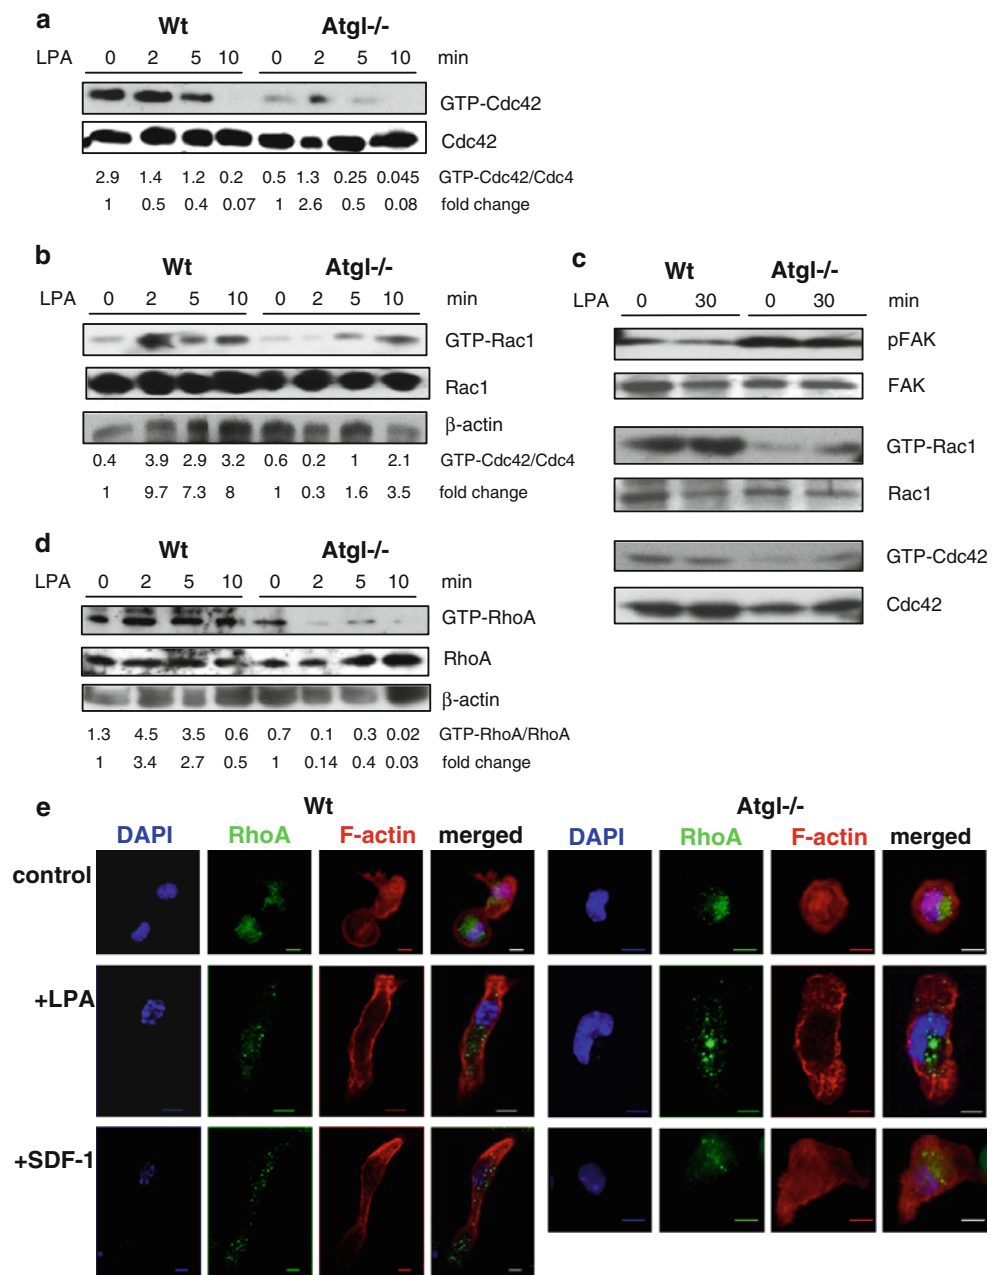 a
Wt Atgl-/-
LPA 0 2 5 10 0 2 5 10 min
GTP-Cdc42
Cdc42
2.9 1.4 1.2 0.2 0.5 1.3 0.25 0.045 GTP-Cdc42/Cdc4
1 0.5 0.4 0.07 1 2.6 0.5 0.08 fold change
b
Wt Atgl-/-
LPA 0 2 5 10 0 2 5 10 min
GTP-Rac1
Rac1
β-actin
0.4 3.9 2.9 3.2 0.6 0.2 1 2.1 GTP-Cdc42/Cdc4
1 9.7 7.3 8 1 0.3 1.6 3.5 fold change
c
Wt Atgl-/-
LPA 0 30 0 30 min
pFAK
FAK
GTP-Rac1
Rac1
GTP-Cdc42
Cdc42
d
Wt Atgl-/-
LPA 0 2 5 10 0 2 5 10 min
GTP-RhoA
RhoA
β-actin
1.3 4.5 3.5 0.6 0.7 0.1 0.3 0.02 GTP-RhoA/RhoA
1 3.4 2.7 0.5 1 0.14 0.4 0.03 fold change
e
Wt Atgl-/-
DAPI RhoA F-actin merged DAPI RhoA F-actin merged
control
+LPA
+SDF-1